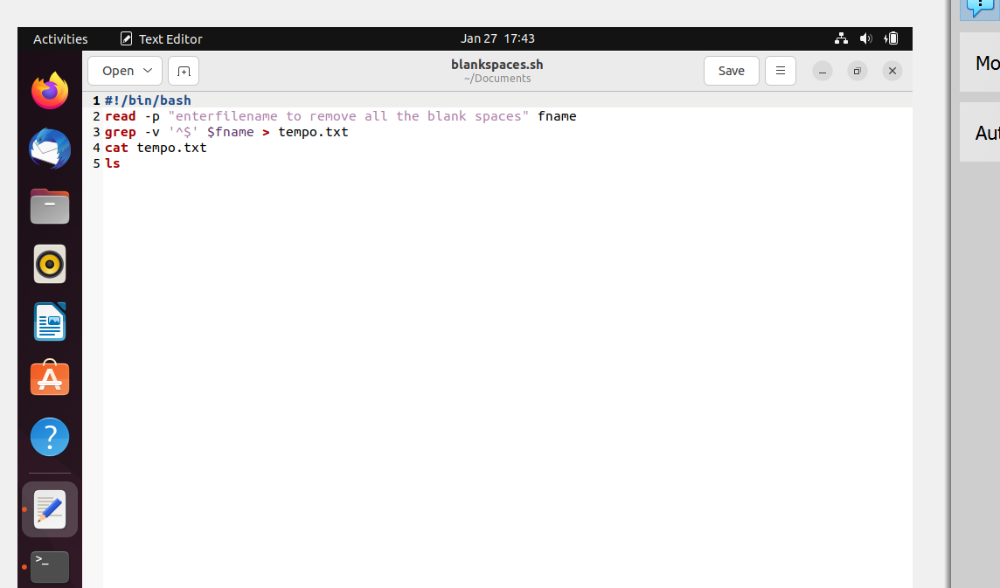 Activities Text Editor Jan 27 17:43
Open blankspaces.sh Save
~/Documents
1 #!/bin/bash
2 read -p "enterfilename to remove all the blank spaces" fname
3 grep -v '^$' $fname > tempo.txt
4 cat tempo.txt
5 ls
?
>_
Mo
Aut